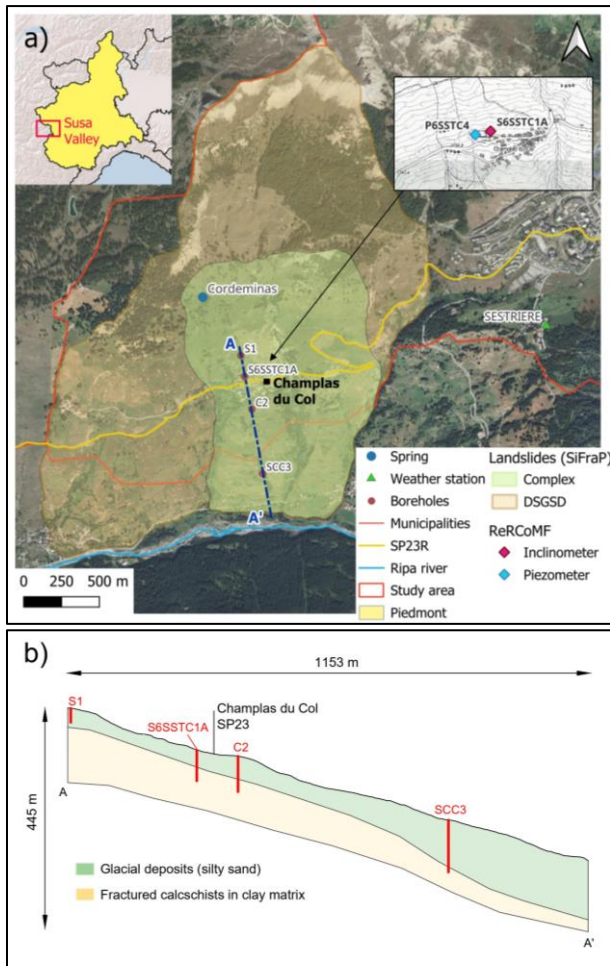 a)
Susa
Valley
P6SSTC4
S6SSTC1A
Cordeminas
SESTRIERE
A
S1
S6SSTC1A
Champlas
du Col
C2
SCC3
A'
0 250 500 m
Spring
Weather station
Boreholes
Municipalities
SP23R
Ripa river
Study area
Piedmont
Landslides (SiFraP)
Complex
DSGSD
ReRCoMF
Inclinometer
Piezometer
b)
1153 m
S1
Champlas du Col
SP23
S6SSTC1A
C2
445 m
A
SCC3
Glacial deposits (silty sand)
Fractured calcschists in clay matrix
A'